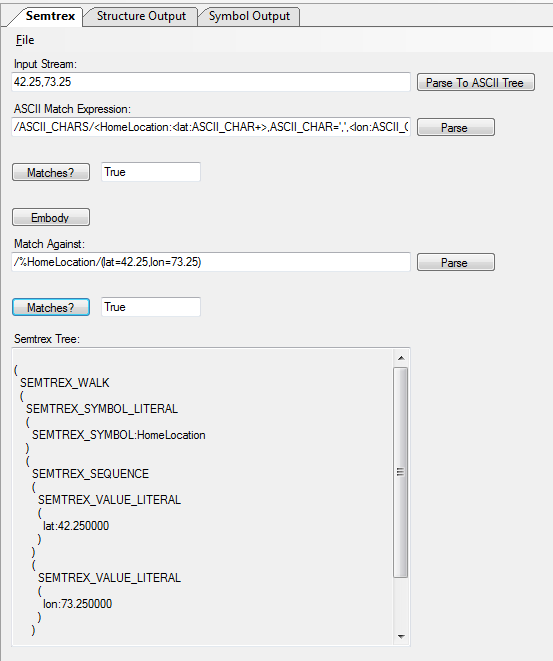 Semtrex Structure Output Symbol Output
File
Input Stream:
42.25,73.25 Parse To ASCII Tree
ASCII Match Expression:
/ASCII_CHARS/<HomeLocation:<lat:ASCII_CHAR+>,ASCII_CHAR=',',<lon:ASCII_C Parse
Matches? True
Embody
Match Against:
/%HomeLocation/(lat=42.25,lon=73.25) Parse
Matches? True
Semtrex Tree:
(
SEMTREX_WALK
(
SEMTREX_SYMBOL_LITERAL
(
SEMTREX_SYMBOL:HomeLocation
)
(
SEMTREX_SEQUENCE
(
SEMTREX_VALUE_LITERAL
(
lat:42.250000
)
)
(
SEMTREX_VALUE_LITERAL
(
lon:73.250000
)
)